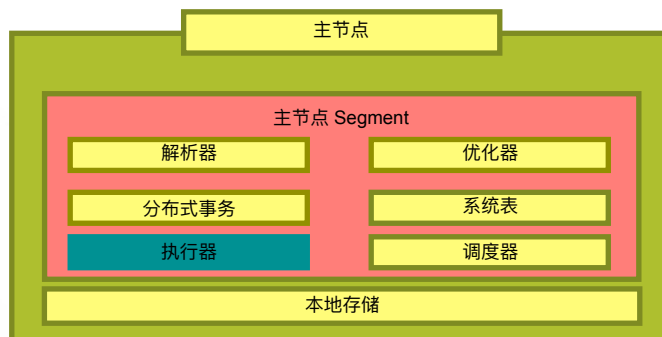 主节点
主节点 Segment
解析器
优化器
分布式事务
系统表
执行器
调度器
本地存储